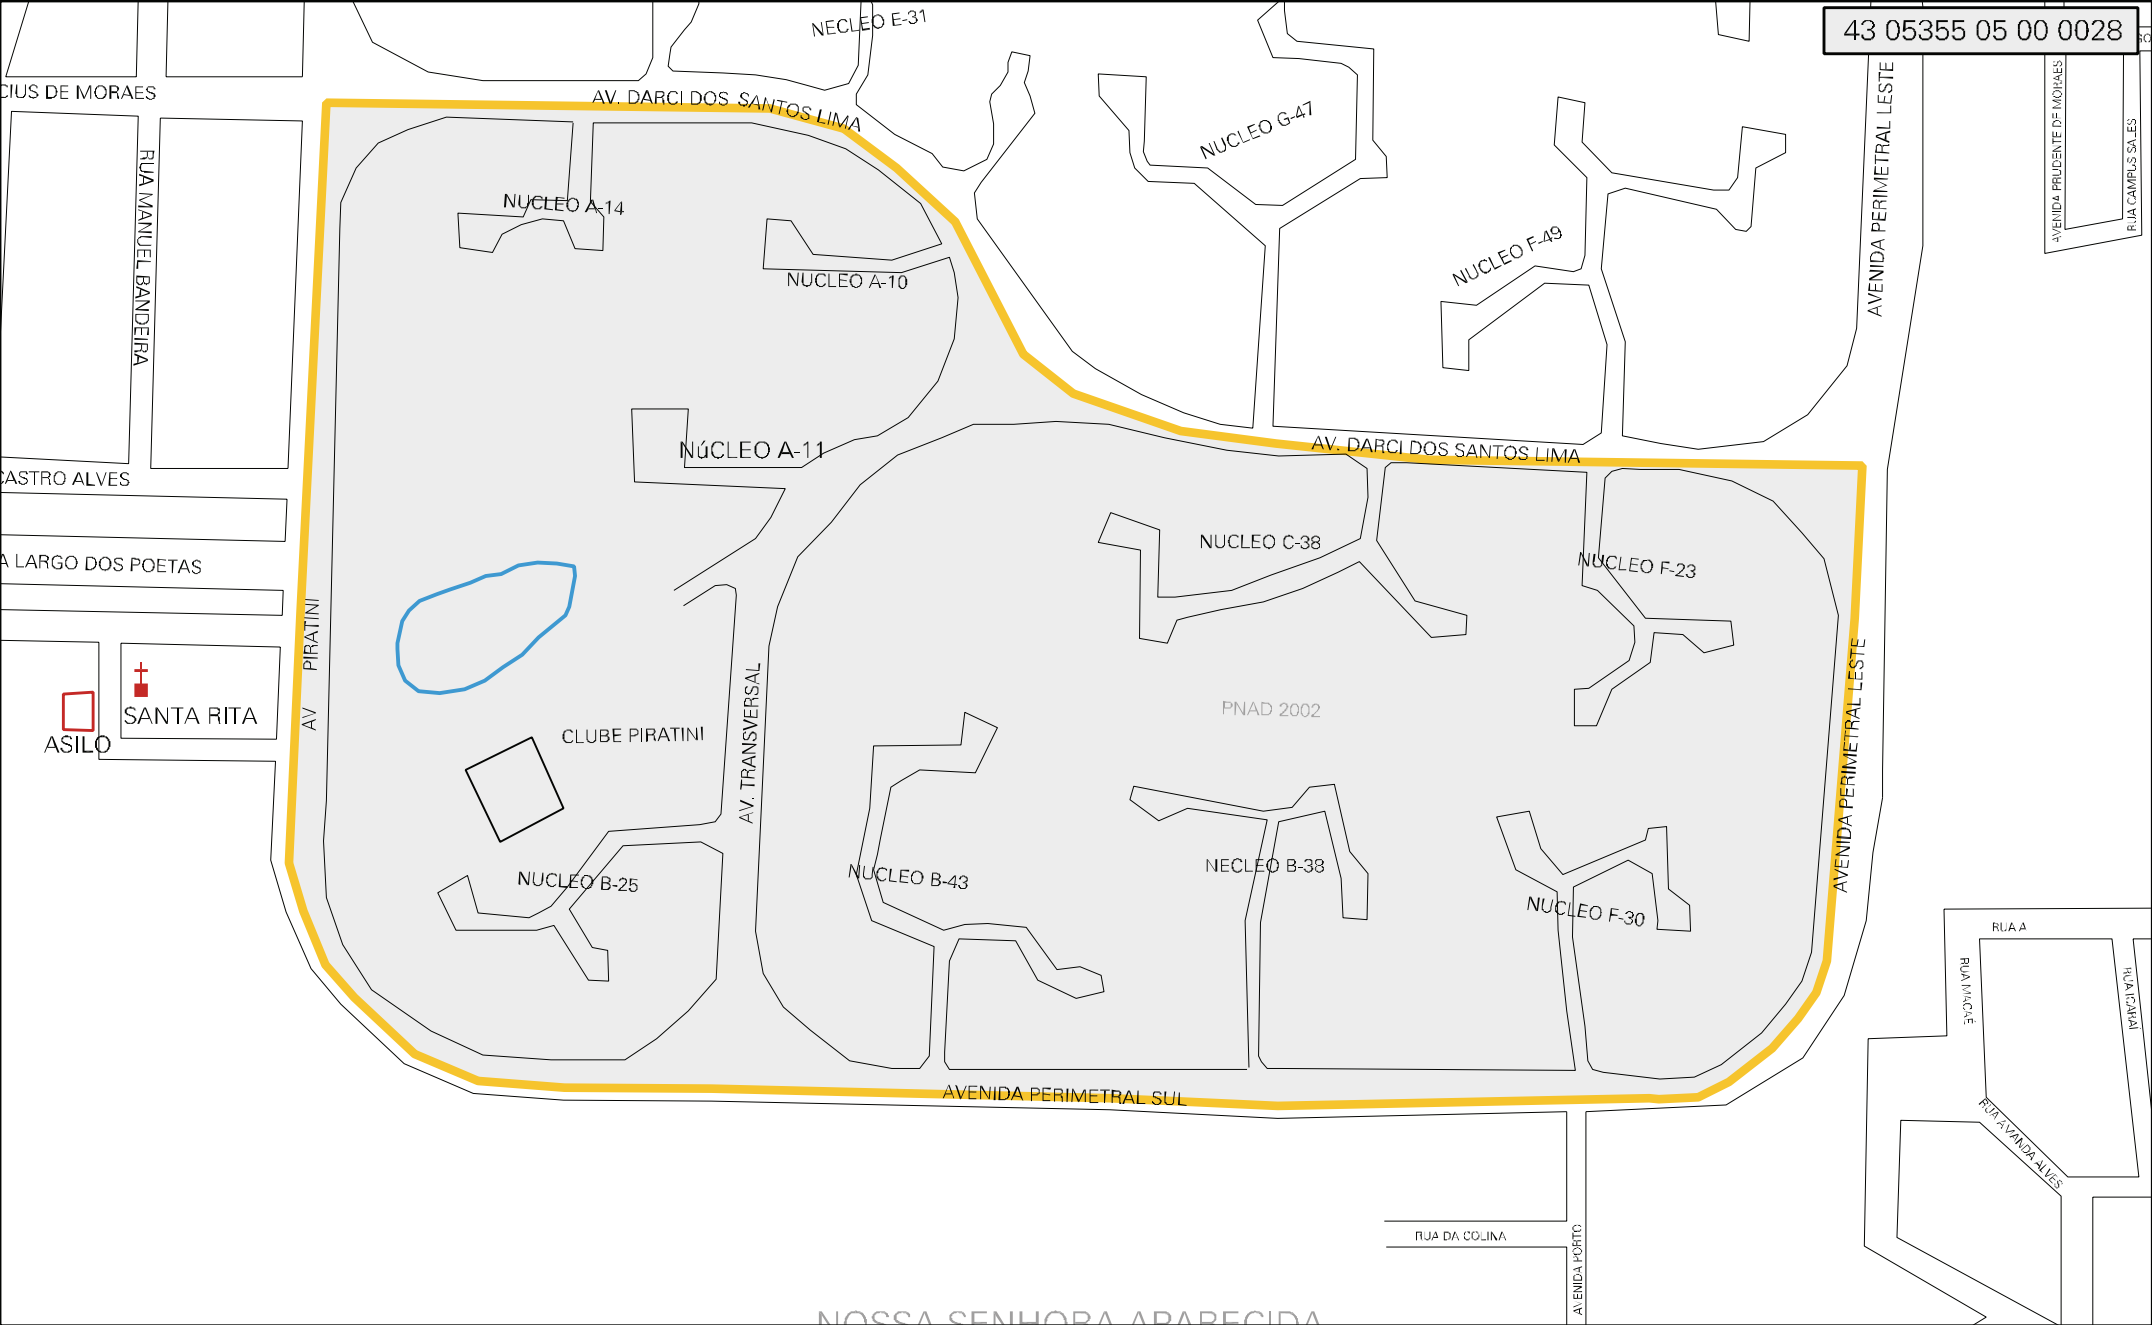 NECLEO E-31
43 05355 05 00 0028
CIUS DE MORAES
AV. DARCI DOS SANTOS LIMA
NUCLEO G-47
AVENIDA PERIMETRAL LESTE
AVENIDA PRUDENTE DE MORAES
RUA CAMPUS SALES
RUA MANUEL BANDEIRA
NUCLEO A-14
NUCLEO F-49
NUCLEO A-10
NúCLEO A-11
AV. DARCI DOS SANTOS LIMA
CASTRO ALVES
NUCLEO C-38
A LARGO DOS POETAS
NUCLEO F-23
AV PIRATINI
SANTA RITA
ASILO
CLUBE PIRATINI
AV. TRANSVERSAL
PNAD 2002
AVENIDA PERIMETRAL LESTE
NUCLEO B-25
NUCLEO B-43
NECLEO B-38
NUCLEO F-30
RUA A
RUA MACAÉ
RUA ICARAÍ
AVENIDA PERIMETRAL SUL
RUA AMANDA ALVES
RUA DA COLINA
AVENIDA PORTO
NOSSA SENHORA APARECIDA